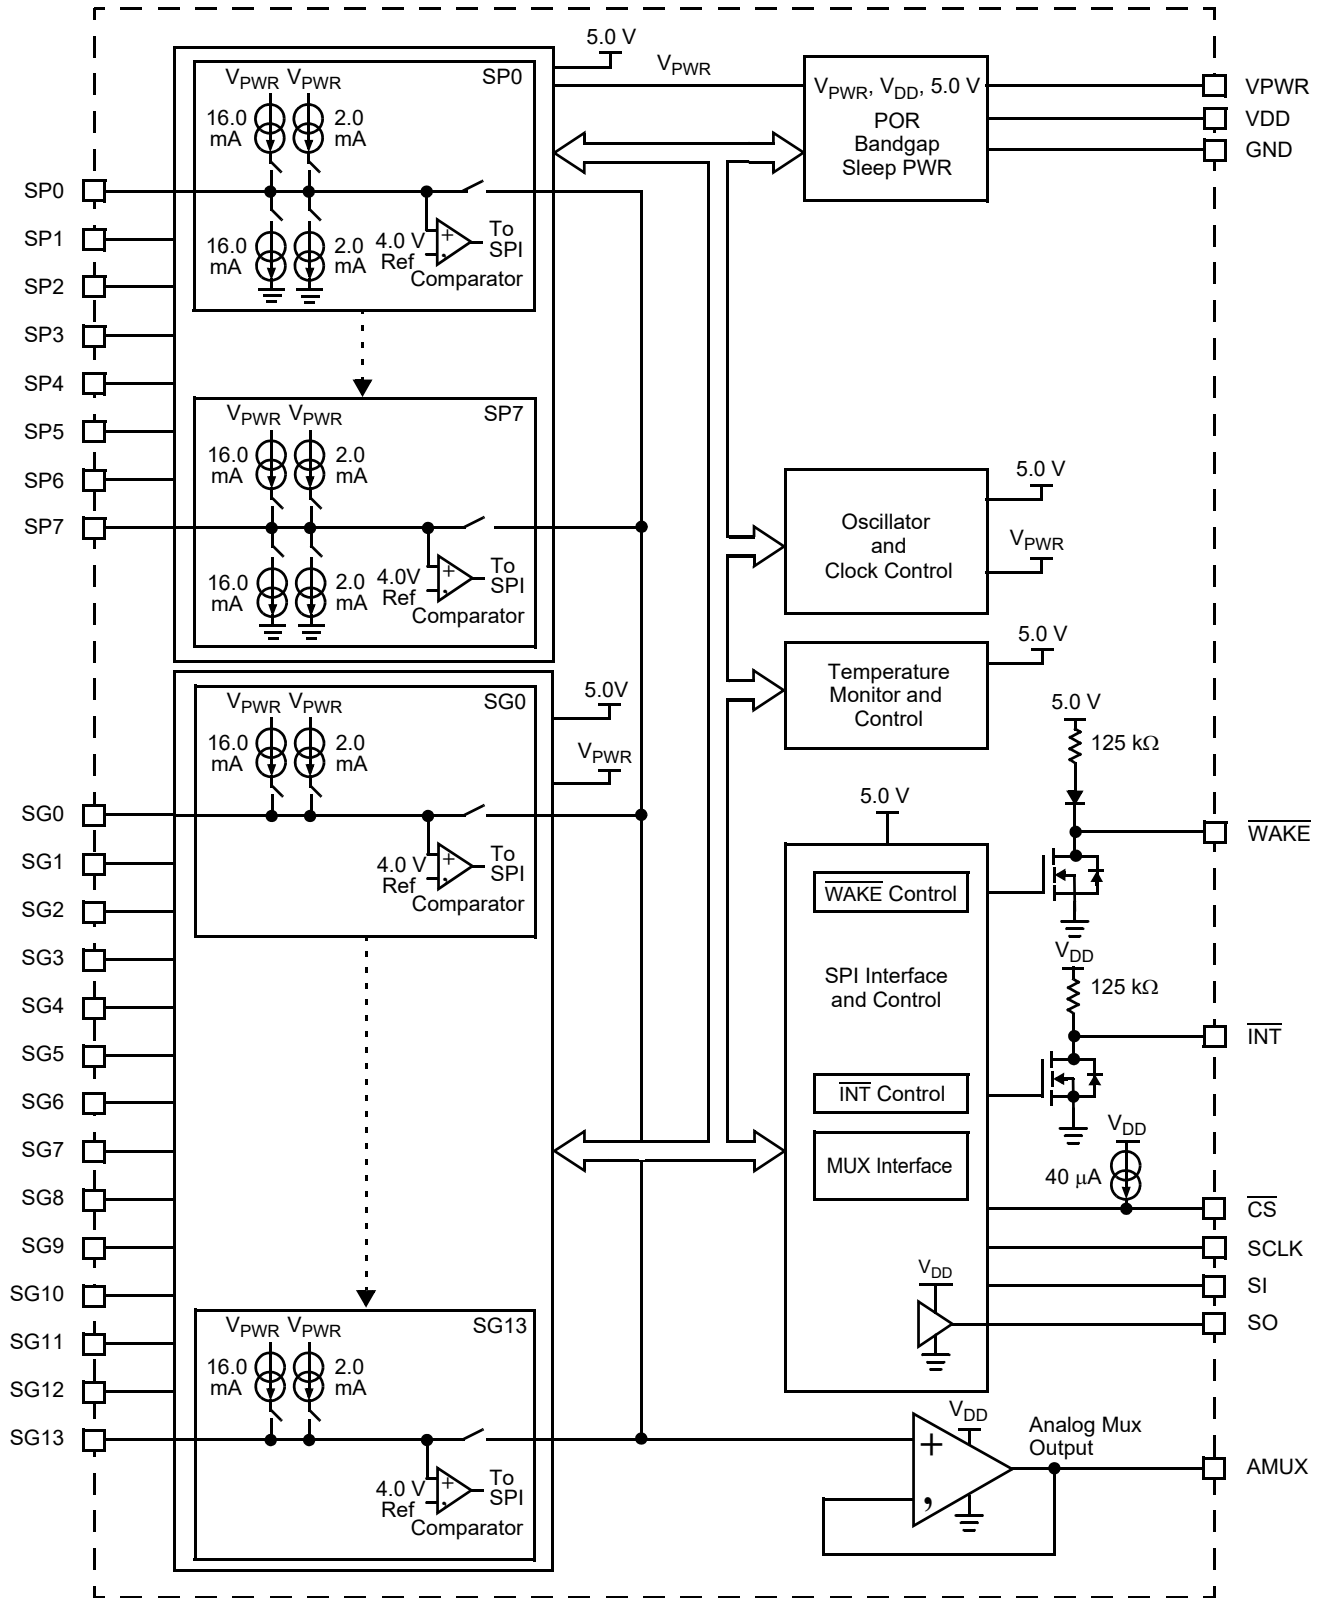 5.0 V
VPWR
VPWR VPWR SP0
16.0 mA
2.0 mA
16.0 mA
2.0 mA
4.0 V Ref
+
-
To SPI
Comparator
VPWR, VDD, 5.0 V
POR
Bandgap
Sleep PWR
VPWR
VDD
GND
SP0
SP1
SP2
SP3
SP4
SP5
SP6
SP7
VPWR VPWR SP7
16.0 mA
2.0 mA
16.0 mA
2.0 mA
4.0V Ref
+
-
To SPI
Comparator
Oscillator
and
Clock Control
5.0 V
VPWR
Temperature
Monitor and
Control
5.0 V
VPWR VPWR SG0
16.0 mA
2.0 mA
4.0 V Ref
+
-
To SPI
Comparator
5.0V
VPWR
SG0
SG1
SG2
SG3
SG4
SG5
SG6
SG7
SG8
SG9
SG10
SG11
SG12
SG13
5.0 V
WAKE Control
SPI Interface
and Control
INT Control
MUX Interface
VDD
5.0 V
125 kΩ
WAKE
VDD
125 kΩ
INT
VDD
40 μA
CS
SCLK
SI
SO
VPWR VPWR SG13
16.0 mA
2.0 mA
4.0 V Ref
+
-
To SPI
Comparator
VDD
+
,
Analog Mux
Output
AMUX